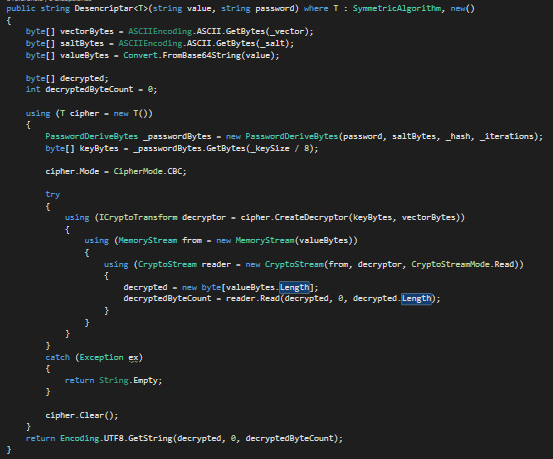 public string Desencriptar<T>(string value, string password) where T : SymmetricAlgorithm, new()
{
byte[] vectorBytes = ASCIIEncoding.ASCII.GetBytes(_vector);
byte[] saltBytes = ASCIIEncoding.ASCII.GetBytes(_salt);
byte[] valueBytes = Convert.FromBase64String(value);
byte[] decrypted;
int decryptedByteCount = 0;
using (T cipher = new T())
{
PasswordDeriveBytes _passwordBytes = new PasswordDeriveBytes(password, saltBytes, _hash, _iterations);
byte[] keyBytes = _passwordBytes.GetBytes(_keySize / 8);
cipher.Mode = CipherMode.CBC;
try
{
using (ICryptoTransform decryptor = cipher.CreateDecryptor(keyBytes, vectorBytes))
{
using (MemoryStream from = new MemoryStream(valueBytes))
{
using (CryptoStream reader = new CryptoStream(from, decryptor, CryptoStreamMode.Read))
{
decrypted = new byte[valueBytes.Length];
decryptedByteCount = reader.Read(decrypted, 0, decrypted.Length);
}
}
}
}
catch (Exception ex)
{
return String.Empty;
}
cipher.Clear();
}
return Encoding.UTF8.GetString(decrypted, 0, decryptedByteCount);
}